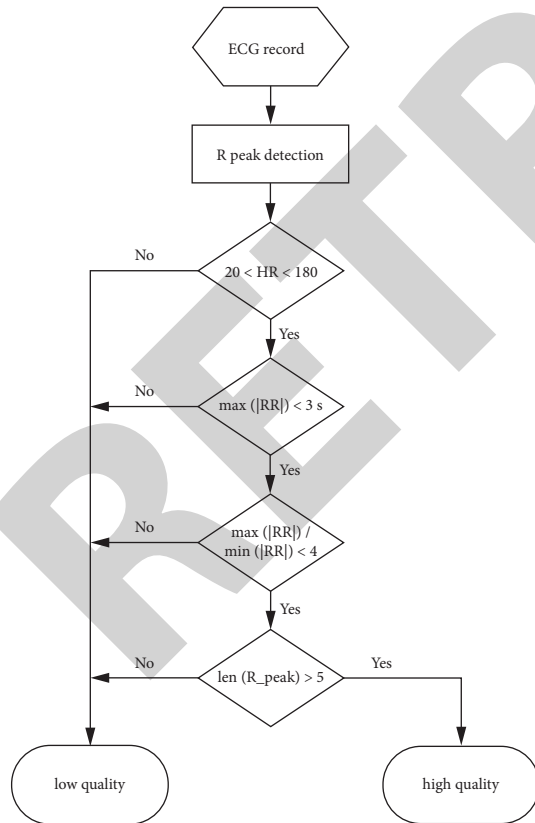 ECG record
R peak detection
No
20 < HR < 180
Yes
No
max (|RR|) < 3 s
Yes
No
max (|RR|) /
min (|RR|) < 4
Yes
No
len (R_peak) > 5
Yes
low quality
high quality
RETR